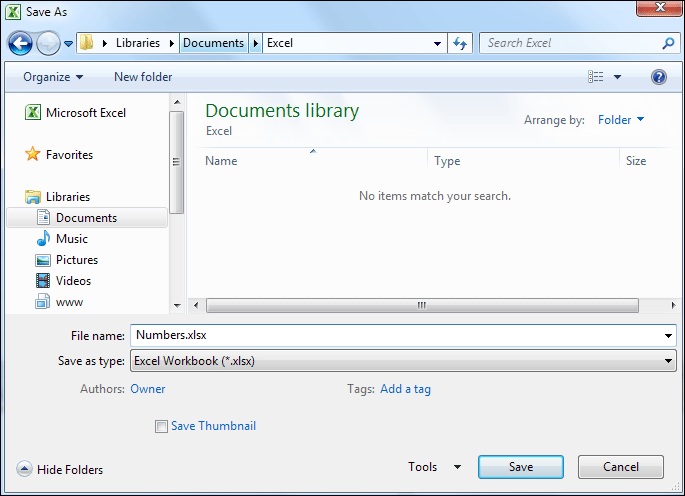 Save As
Libraries Documents Excel Search Excel
Organize New folder
Microsoft Excel
Favorites
Libraries
Documents
Music
Pictures
Videos
www
Documents library
Excel
Arrange by: Folder
Name Type Size
No items match your search.
File name: Numbers.xlsx
Save as type: Excel Workbook (*.xlsx)
Authors: Owner Tags: Add a tag
Save Thumbnail
Hide Folders Tools Save Cancel